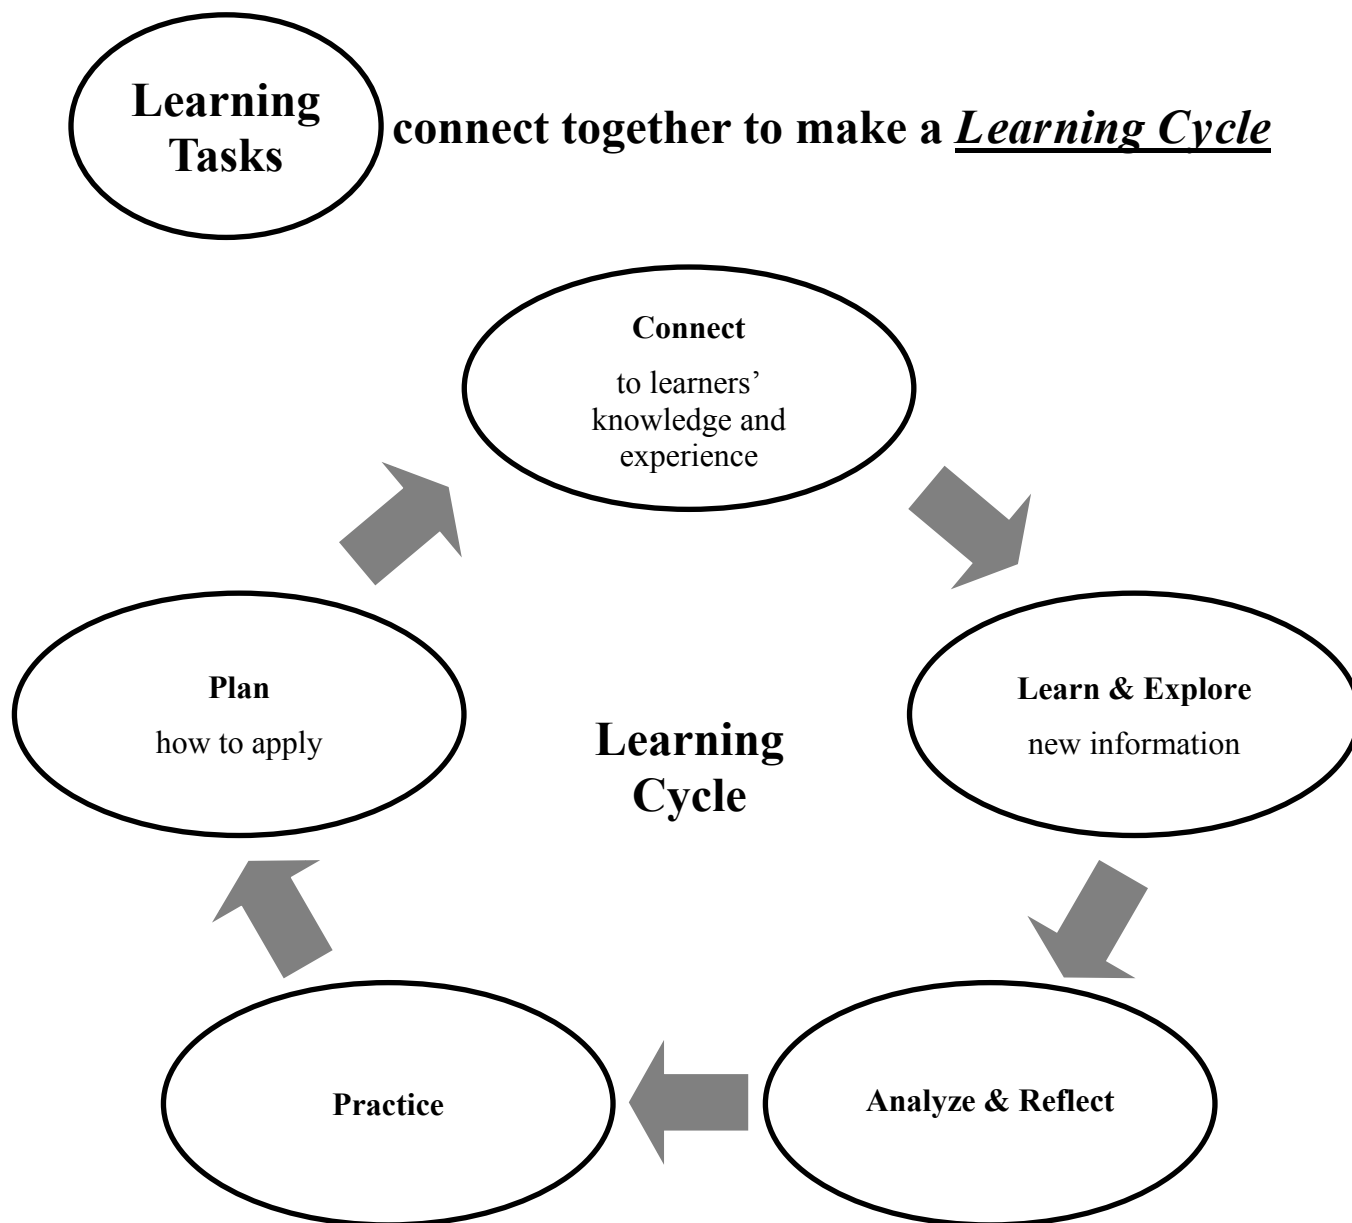 Learning
Tasks
connect together to make a Learning Cycle
Connect
to learners’
knowledge and
experience
Plan
how to apply
Learning
Cycle
Learn & Explore
new information
Practice
Analyze & Reflect